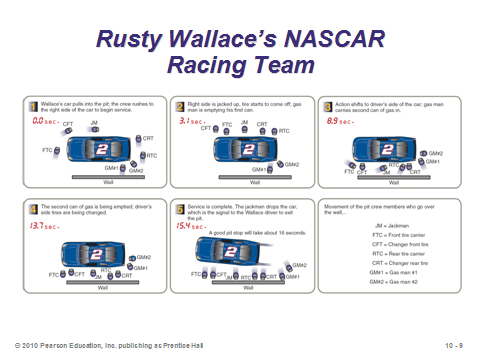 Rusty Wallace's NASCAR
Racing Team
1 Wallace's car pulls into the pit; the crew rushes to
the right side of the car to begin service.
0.0 sec.
CFT
JM
CRT
FTC
2
RTC
GM#1
GM#2
Wall
2 Right side is jacked up, tire starts to come off; gas
man is emptying his first can.
3.1 sec.
CFT
FTC
JM
CRT
RTC
2
GM#1
GM#2
Wall
3 Action shifts to driver's side of the car; gas man
carries second can of gas in.
8.9 sec.
2
GM#2
GM#1
FTC CFT JM RTC CRT
Wall
4 The second can of gas is being emptied; driver's
side tires are being changed.
13.7 sec.
2
GM#2
GM#1
FTC CFT JM RTC CRT
Wall
5 Service is complete. The jackman drops the car,
which is the signal to the Wallace driver to exit
the pit.
15.4 sec.
A good pit stop will take about 16 seconds.
2
GM#2
FTC CFT JM RTC CRT GM#1
Wall
Movement of the pit crew members who go over
the wall...
JM = Jackman
FTC = Front tire carrier
CFT = Changer front tire
RTC = Rear tire carrier
CRT = Changer rear tire
GM#1 = Gas man #1
GM#2 = Gas man #2
© 2010 Pearson Education, Inc. publishing as Prentice Hall
10 - 9